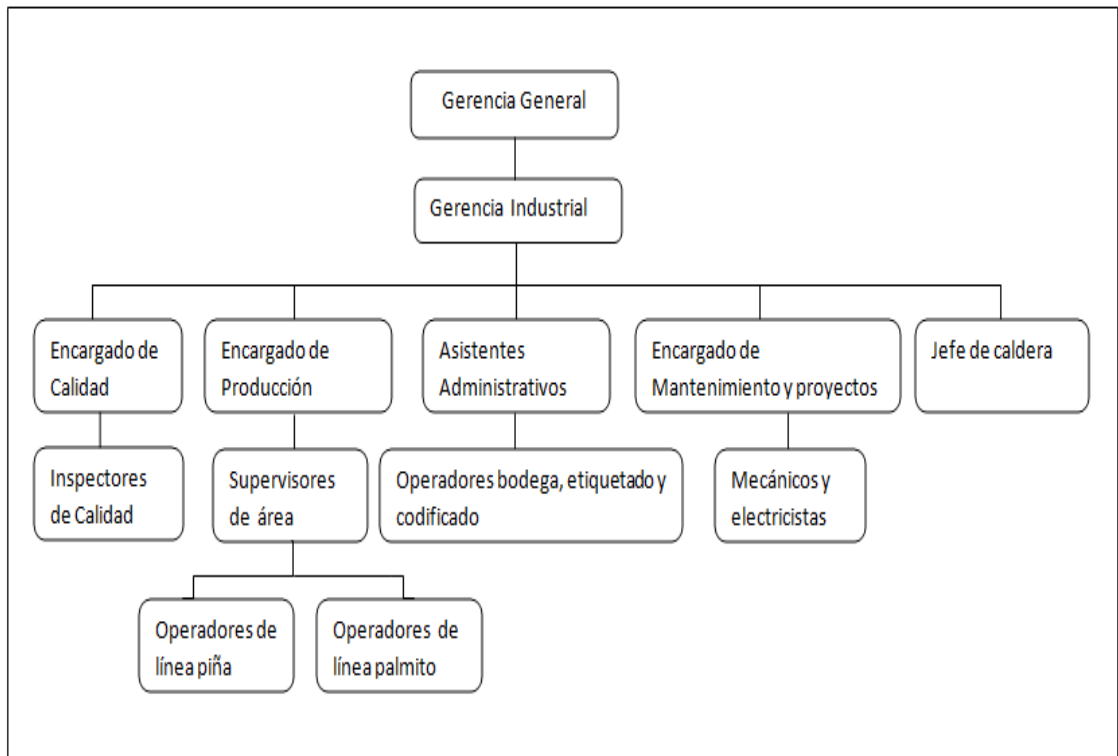 Gerencia General
Gerencia Industrial
Encargado de
Calidad
Encargado de
Producción
Asistentes
Administrativos
Encargado de
Mantenimiento y proyectos
Jefe de caldera
Inspectores
de Calidad
Supervisores
de área
Operadores bodega, etiquetado y
codificado
Mecánicos y
electricistas
Operadores de
línea piña
Operadores de
línea palmito